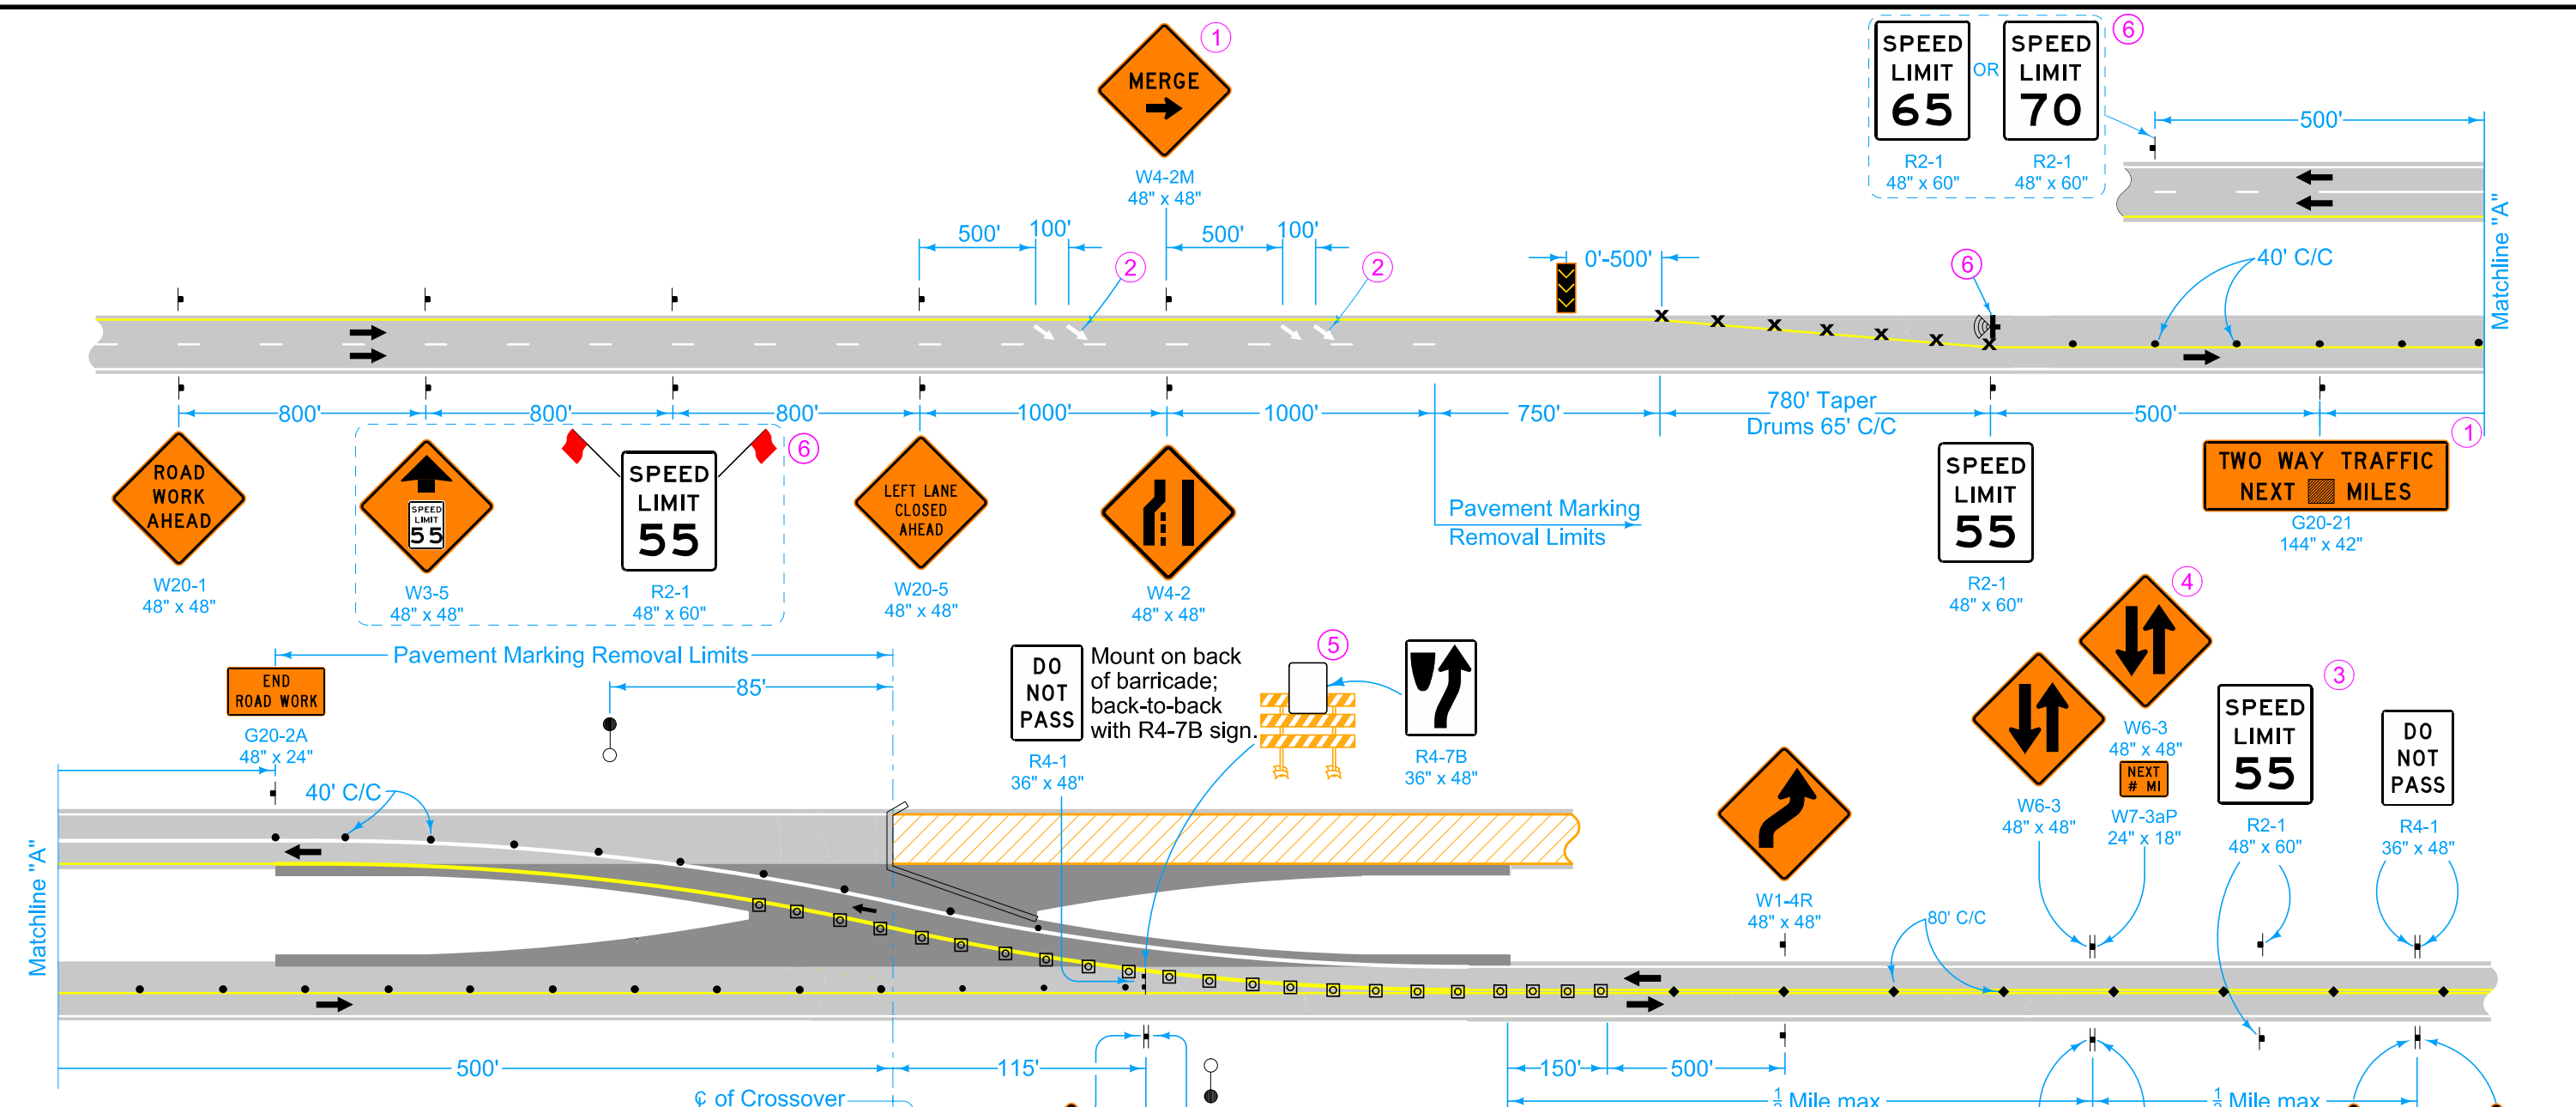 MERGE
1
W4-2M
48" x 48"
SPEED
LIMIT
65
R2-1
48" x 60"
OR
SPEED
LIMIT
70
R2-1
48" x 60"
6
500'
500'
100'
2
500'
100'
2
0'-500'
6
40' C/C
Matchline "A"
800'
800'
800'
1000'
1000'
750'
780' Taper
Drums 65' C/C
500'
1
ROAD
WORK
AHEAD
W20-1
48" x 48"
SPEED
LIMIT
55
W3-5
48" x 48"
SPEED
LIMIT
55
R2-1
48" x 60"
6
LEFT LANE
CLOSED
AHEAD
W20-5
48" x 48"
W4-2
48" x 48"
Pavement Marking
Removal Limits
SPEED
LIMIT
55
R2-1
48" x 60"
TWO WAY TRAFFIC
NEXT MILES
G20-21
144" x 42"
Pavement Marking Removal Limits
85'
END
ROAD WORK
G20-2A
48" x 24"
40' C/C
DO
NOT
PASS
R4-1
36" x 48"
Mount on back
of barricade;
back-to-back
with R4-7B sign.
5
R4-7B
36" x 48"
W1-4R
48" x 48"
W6-3
48" x 48"
4
W6-3
48" x 48"
NEXT
# MI
W7-3aP
24" x 18"
3
SPEED
LIMIT
55
R2-1
48" x 60"
DO
NOT
PASS
R4-1
36" x 48"
80' C/C
Matchline "A"
500'
115'
150'
500'
℄ of Crossover
Mile max
Mile max